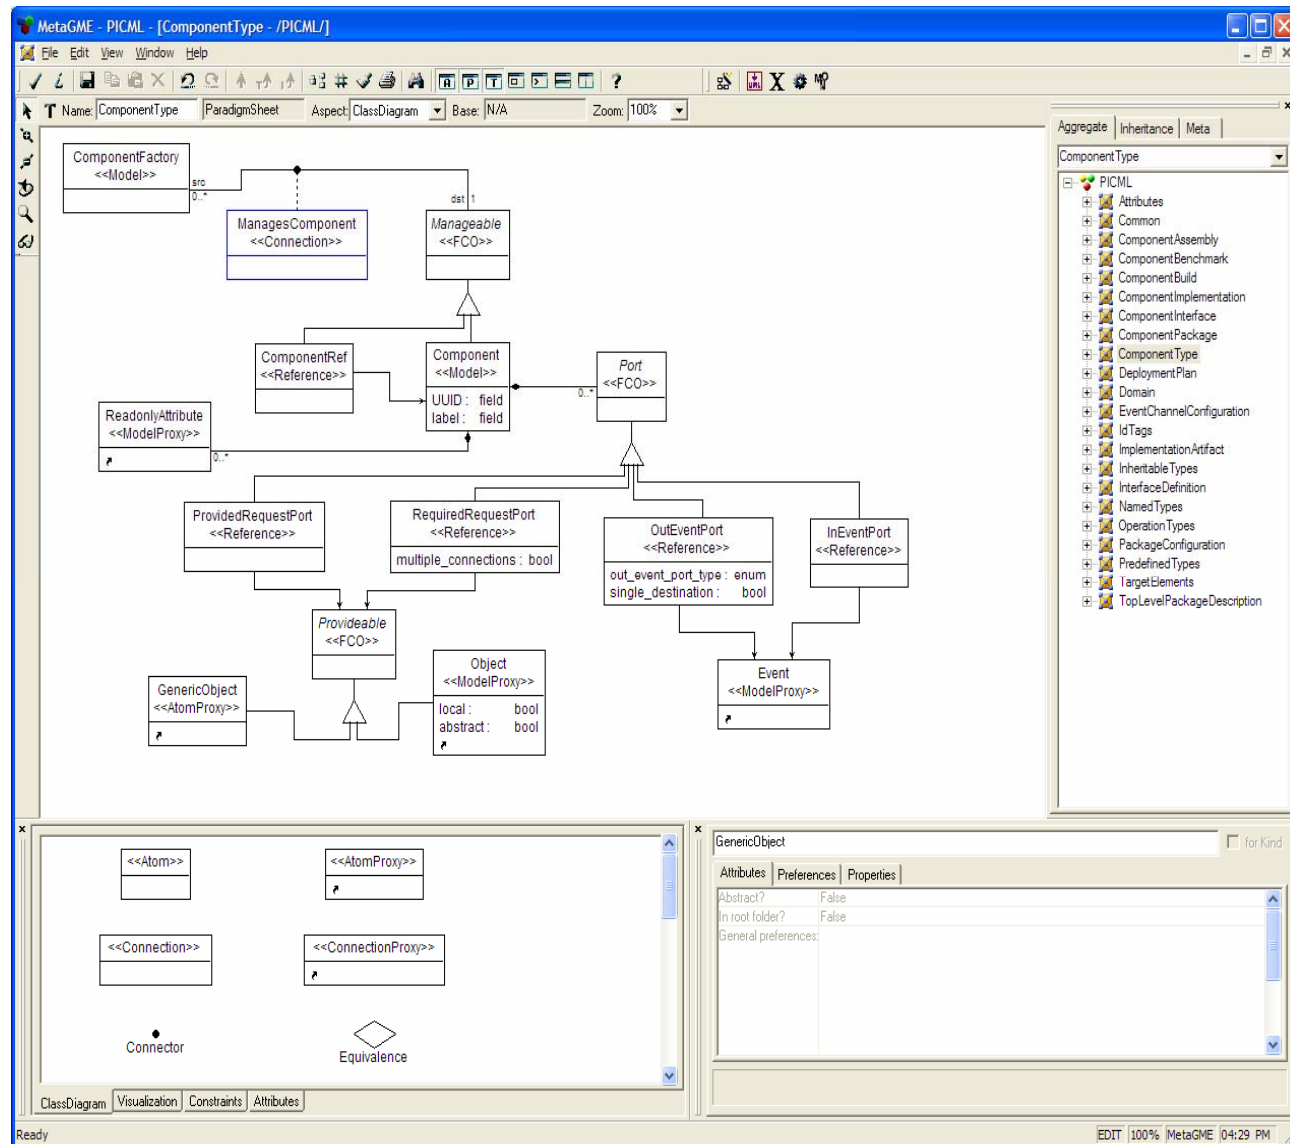 MetaGME - PICML - [ComponentType - /PICML/]
File Edit View Window Help
Name: ComponentType ParadigmSheet Aspect: ClassDiagram Base: N/A Zoom: 100%
ComponentFactory
<<Model>>
src
0..*
dst 1
ManagesComponent
<<Connection>>
Manageable
<<FCO>>
ComponentRef
<<Reference>>
Component
<<Model>>
UUID : field
label : field
Port
<<FCO>>
0..*
ReadonlyAttribute
<<ModelProxy>>
0..*
ProvidedRequestPort
<<Reference>>
RequiredRequestPort
<<Reference>>
multiple_connections : bool
OutEventPort
<<Reference>>
out_event_port_type : enum
single_destination : bool
InEventPort
<<Reference>>
Provideable
<<FCO>>
GenericObject
<<AtomProxy>>
Object
<<ModelProxy>>
local : bool
abstract : bool
Event
<<ModelProxy>>
Aggregate Inheritance Meta
ComponentType
PICML
Attributes
Common
ComponentAssembly
ComponentBenchmark
ComponentBuild
ComponentImplementation
ComponentInterface
ComponentPackage
ComponentType
DeploymentPlan
Domain
EventChannelConfiguration
IdTags
ImplementationArtifact
InheritableTypes
InterfaceDefinition
NamedTypes
OperationTypes
PackageConfiguration
PredefinedTypes
TargetElements
TopLevelPackageDescription
<<Atom>>
<<AtomProxy>>
<<Connection>>
<<ConnectionProxy>>
Connector
Equivalence
ClassDiagram Visualization Constraints Attributes
GenericObject
for Kind
Attributes Preferences Properties
Abstract? False
In root folder? False
General preferences:
Ready
EDIT 100% MetaGME 04:29 PM